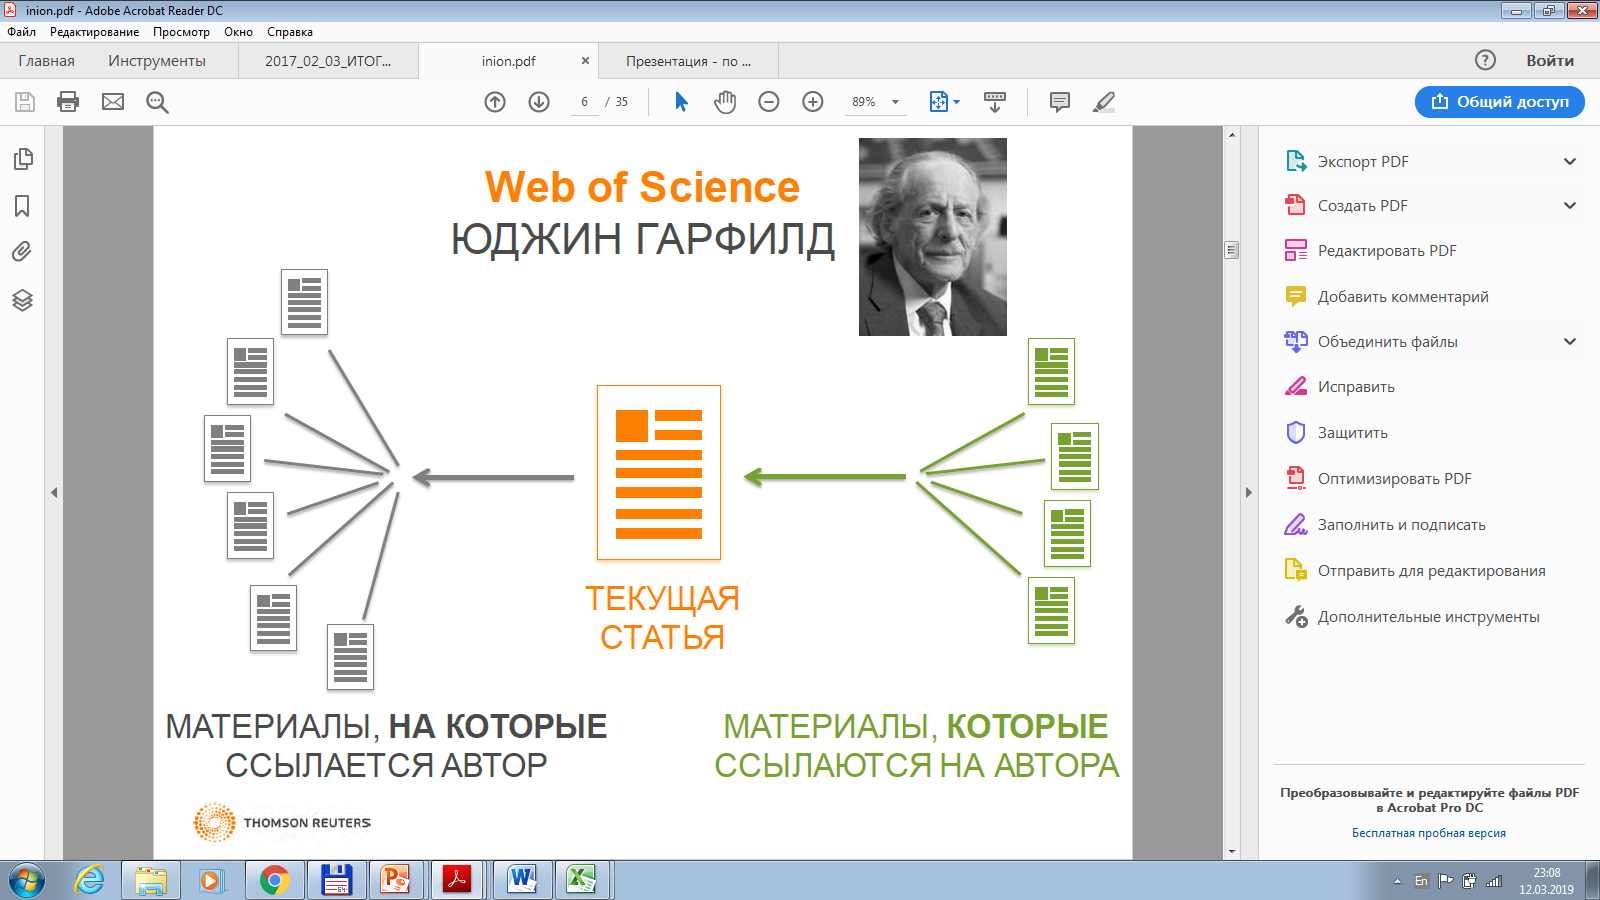 inion.pdf - Adobe Acrobat Reader DC
Файл Редактирование Просмотр Окно Справка
Главная Инструменты 2017_02_03_ИТОГ... inion.pdf × Презентация - по ... Войти
6 / 35 89% Общий доступ
Web of Science
ЮДЖИН ГАРФИЛД
ТЕКУЩАЯ
СТАТЬЯ
МАТЕРИАЛЫ, НА КОТОРЫЕ
ССЫЛАЕТСЯ АВТОР
МАТЕРИАЛЫ, КОТОРЫЕ
ССЫЛАЮТСЯ НА АВТОРА
THOMSON REUTERS
Экспорт PDF
Создать PDF
Редактировать PDF
Добавить комментарий
Объединить файлы
Исправить
Защитить
Оптимизировать PDF
Заполнить и подписать
Отправить для редактирования
Дополнительные инструменты
Преобразовывайте и редактируйте файлы PDF
в Acrobat Pro DC
Бесплатная пробная версия
64
En
23:08
12.03.2019